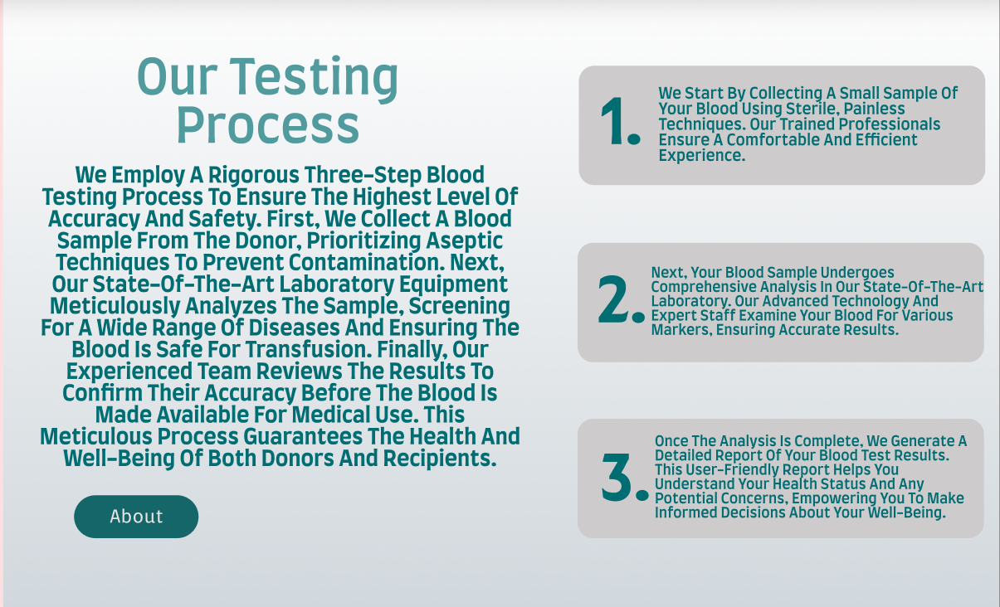 Our Testing
Process
We Employ A Rigorous Three-Step Blood
Testing Process To Ensure The Highest Level Of
Accuracy And Safety. First, We Collect A Blood
Sample From The Donor, Prioritizing Aseptic
Techniques To Prevent Contamination. Next,
Our State-Of-The-Art Laboratory Equipment
Meticulously Analyzes The Sample, Screening
For A Wide Range Of Diseases And Ensuring The
Blood Is Safe For Transfusion. Finally, Our
Experienced Team Reviews The Results To
Confirm Their Accuracy Before The Blood Is
Made Available For Medical Use. This
Meticulous Process Guarantees The Health And
Well-Being Of Both Donors And Recipients.
About
1.
We Start By Collecting A Small Sample Of
Your Blood Using Sterile, Painless
Techniques. Our Trained Professionals
Ensure A Comfortable And Efficient
Experience.
2.
Next, Your Blood Sample Undergoes
Comprehensive Analysis In Our State-Of-The-Art
Laboratory. Our Advanced Technology And
Expert Staff Examine Your Blood For Various
Markers, Ensuring Accurate Results.
3.
Once The Analysis Is Complete, We Generate A
Detailed Report Of Your Blood Test Results.
This User-Friendly Report Helps You
Understand Your Health Status And Any
Potential Concerns, Empowering You To Make
Informed Decisions About Your Well-Being.